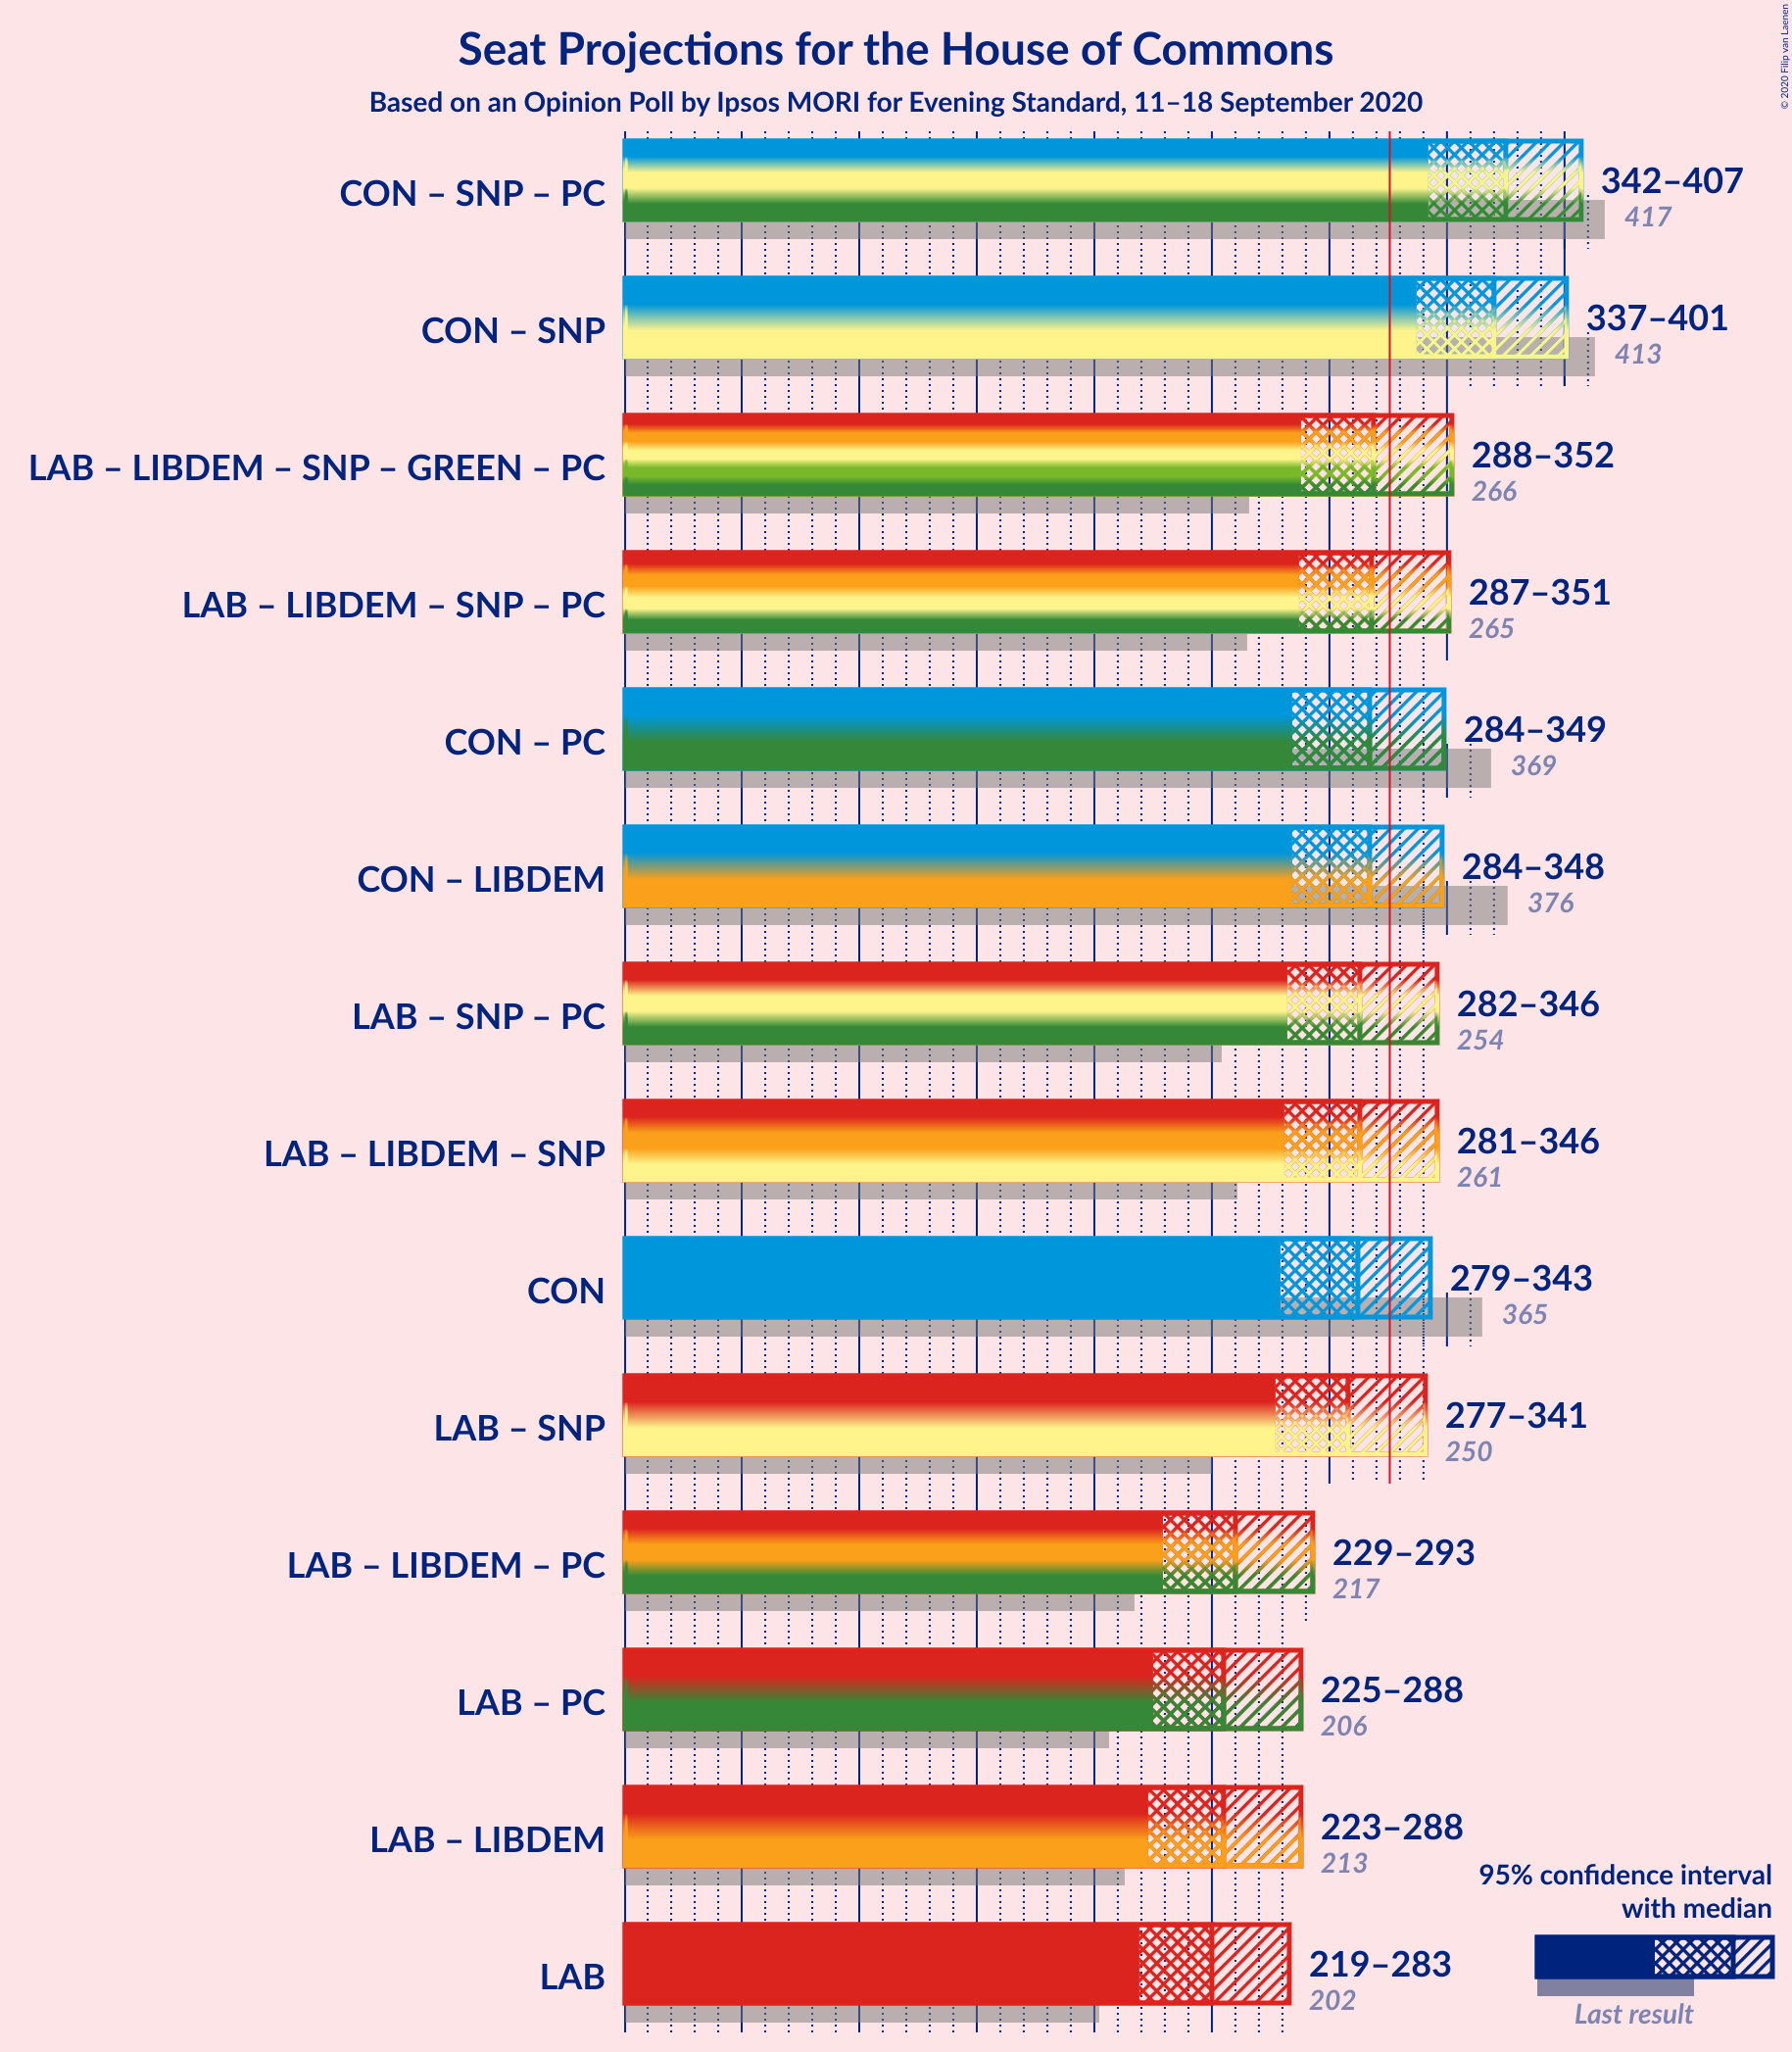 Seat Projections for the House of Commons
Based on an Opinion Poll by Ipsos MORI for Evening Standard, 11–18 September 2020
© 2020 Filip van Laenen
CON – SNP – PC
342–407
417
CON – SNP
337–401
413
LAB – LIBDEM – SNP – GREEN – PC
288–352
266
LAB – LIBDEM – SNP – PC
287–351
265
CON – PC
284–349
369
CON – LIBDEM
284–348
376
LAB – SNP – PC
282–346
254
LAB – LIBDEM – SNP
281–346
261
CON
279–343
365
LAB – SNP
277–341
250
LAB – LIBDEM – PC
229–293
217
LAB – PC
225–288
206
LAB – LIBDEM
223–288
213
LAB
219–283
202
95% confidence interval
with median
Last result